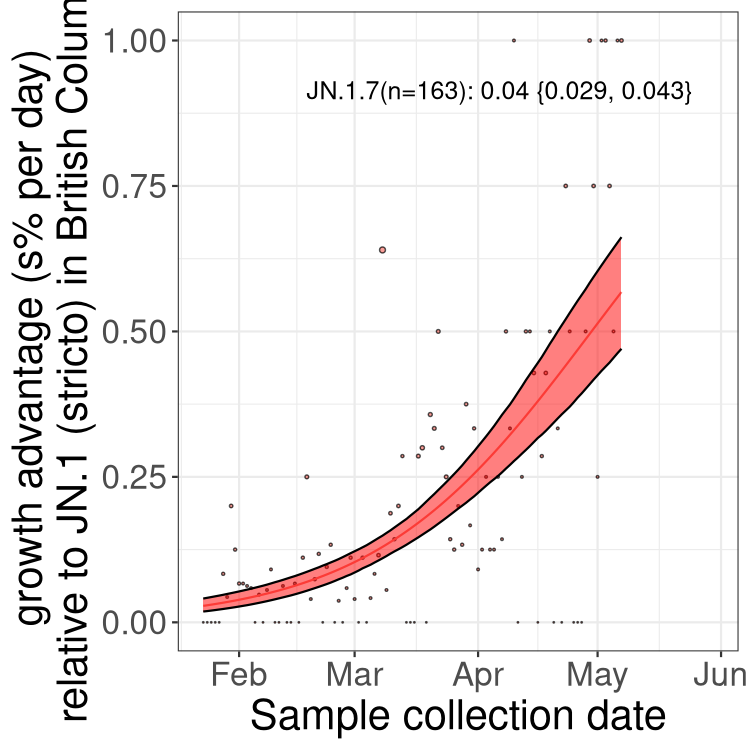 growth advantage (s% per day)
relative to JN.1 (stricto) in British Colum
1.00
0.75
0.50
0.25
0.00
JN.1.7(n=163): 0.04 {0.029, 0.043}
Feb Mar Apr May Jun
Sample collection date